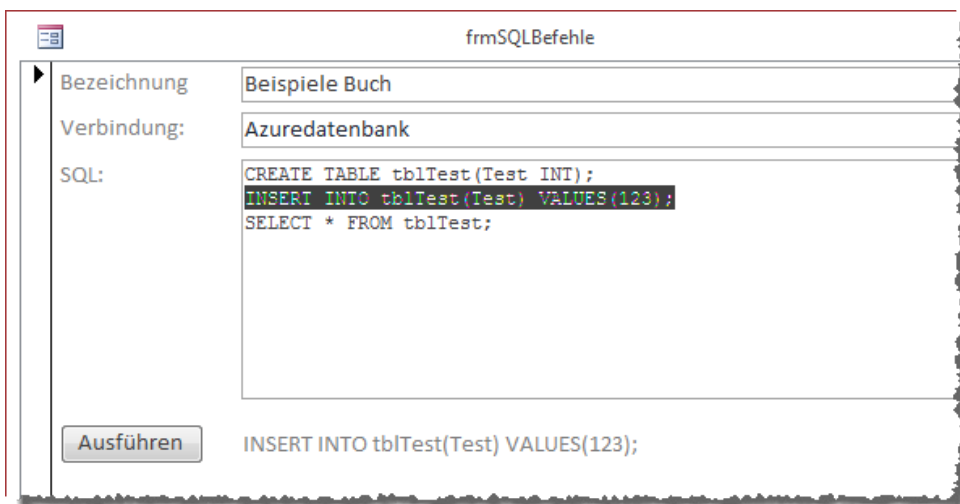 frmSQLBefehle
Bezeichnung Beispiele Buch
Verbindung: Azuredatenbank
SQL: CREATE TABLE tblTest(Test INT);
INSERT INTO tblTest(Test) VALUES(123);
SELECT * FROM tblTest;
Ausführen INSERT INTO tblTest(Test) VALUES(123);